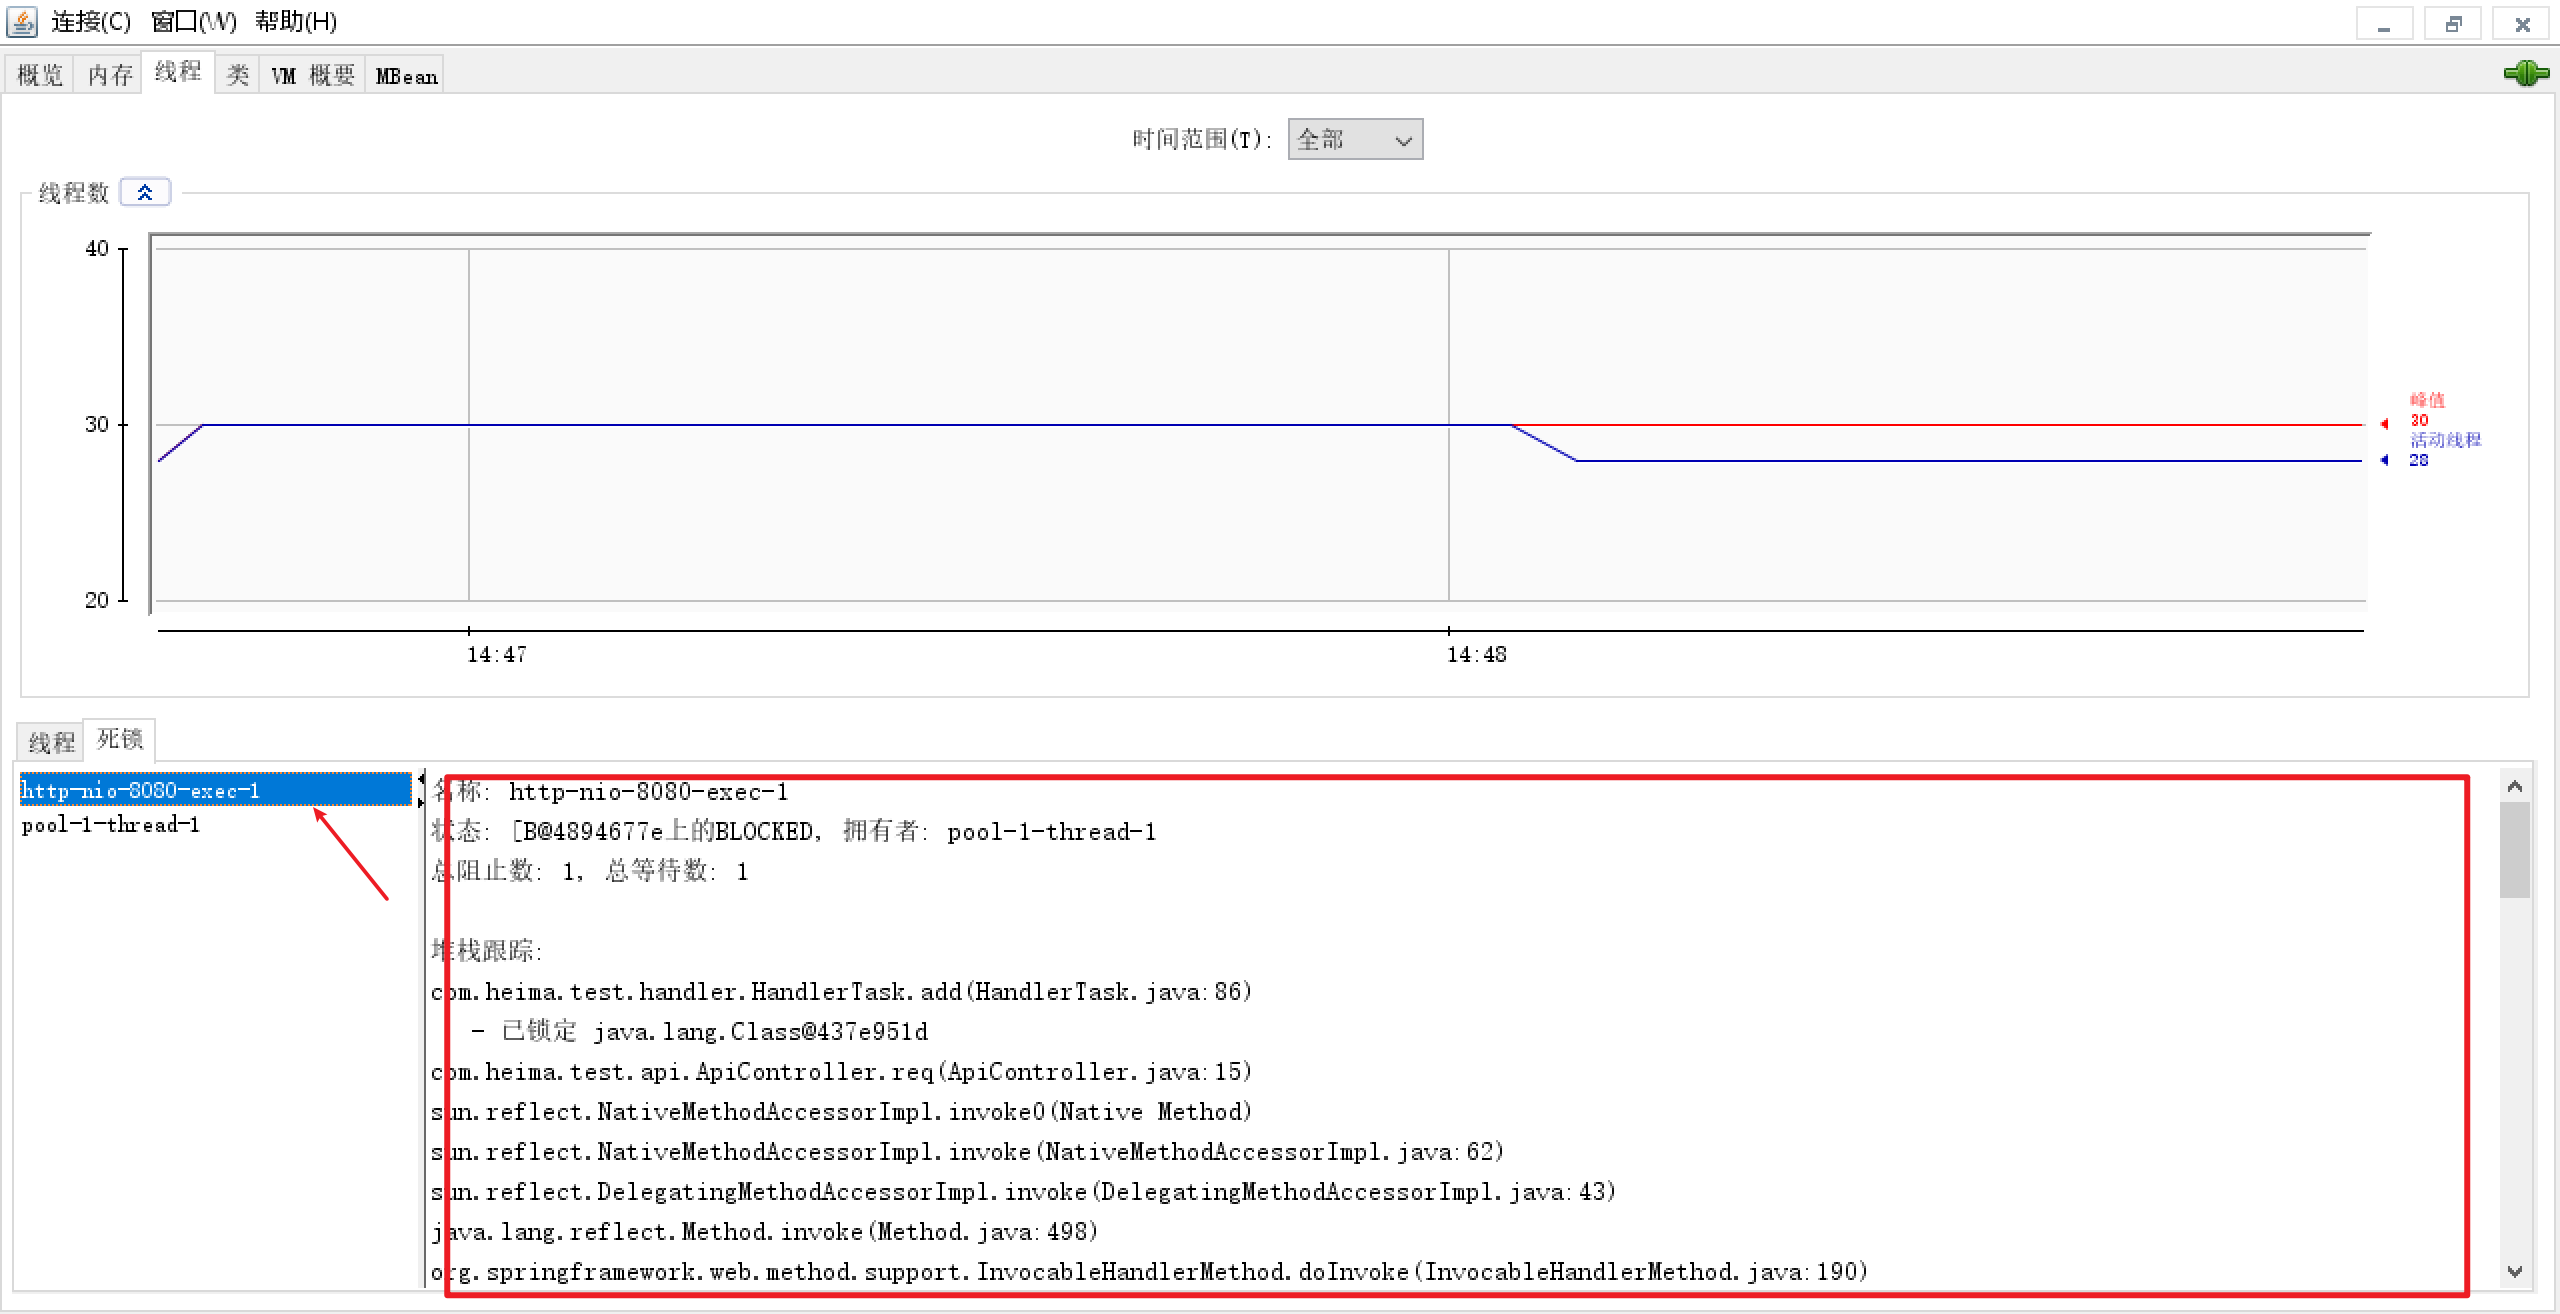 连接(C) 窗口(W) 帮助(H)
概览 内存 线程 类 VM 概要 MBean
时间范围(T): 全部
线程数
40
30
20
14:47 14:48
峰值
30
活动线程
28
线程 死锁
http-nio-8080-exec-1
pool-1-thread-1
名称: http-nio-8080-exec-1
状态: [B@4894677e上的BLOCKED, 拥有者: pool-1-thread-1
总阻止数: 1, 总等待数: 1
堆栈跟踪:
com.heima.test.handler.HandlerTask.add(HandlerTask.java:86)
- 已锁定 java.lang.Class@437e951d
com.heima.test.api.ApiController.req(ApiController.java:15)
sun.reflect.NativeMethodAccessorImpl.invoke0(Native Method)
sun.reflect.NativeMethodAccessorImpl.invoke(NativeMethodAccessorImpl.java:62)
sun.reflect.DelegatingMethodAccessorImpl.invoke(DelegatingMethodAccessorImpl.java:43)
java.lang.reflect.Method.invoke(Method.java:498)
org.springframework.web.method.support.InvocableHandlerMethod.doInvoke(InvocableHandlerMethod.java:190)